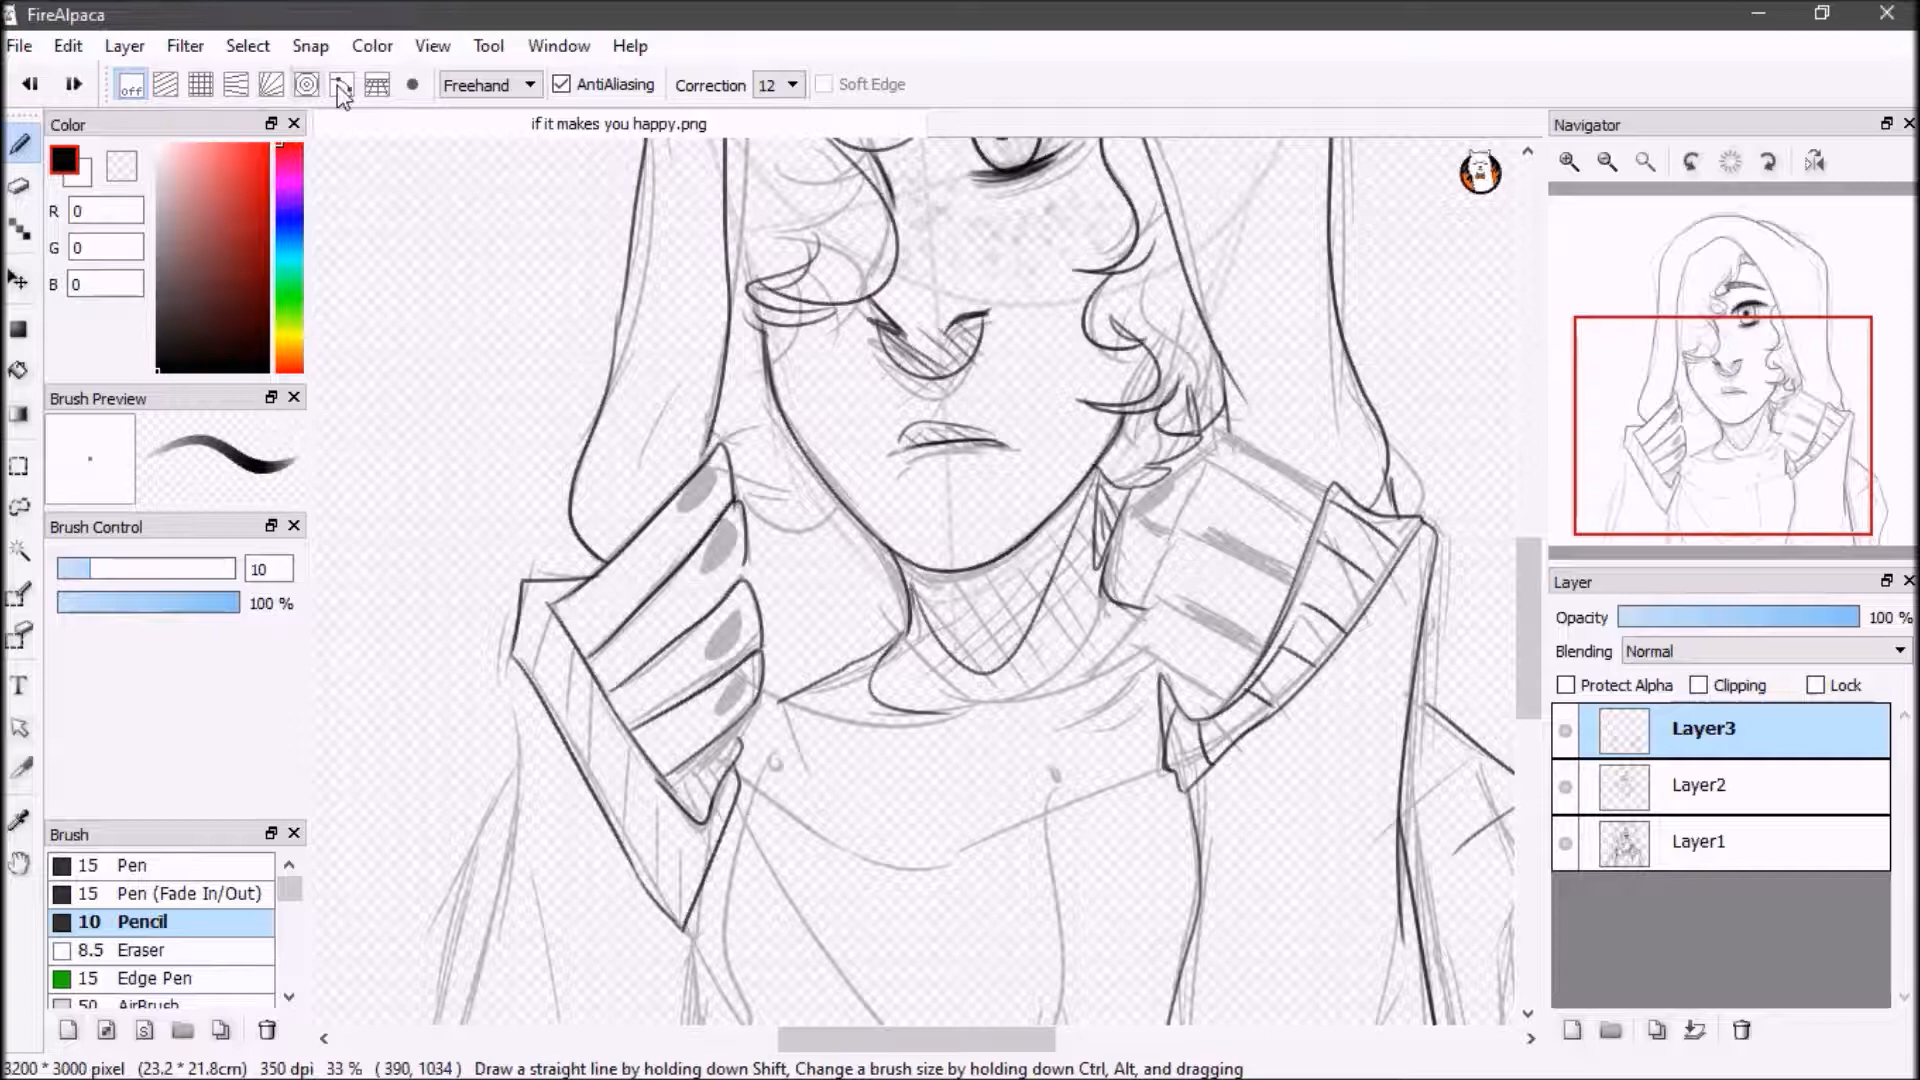 FireAlpaca
File Edit Layer Filter Select Snap Color View Tool Window Help
off Freehand AntiAliasing Correction 12 Soft Edge
Color
if it makes you happy.png
Navigator
R 0
G 0
B 0
Brush Preview
Brush Control
10
100 %
Layer
Opacity 100 %
Blending Normal
Protect Alpha Clipping Lock
Layer3
Layer2
Layer1
Brush
15 Pen
15 Pen (Fade In/Out)
10 Pencil
8.5 Eraser
15 Edge Pen
50 AirBrush
3200 * 3000 pixel (23.2 * 21.8cm) 350 dpi 33 % ( 390, 1034 ) Draw a straight line by holding down Shift, Change a brush size by holding down Ctrl, Alt, and dragging